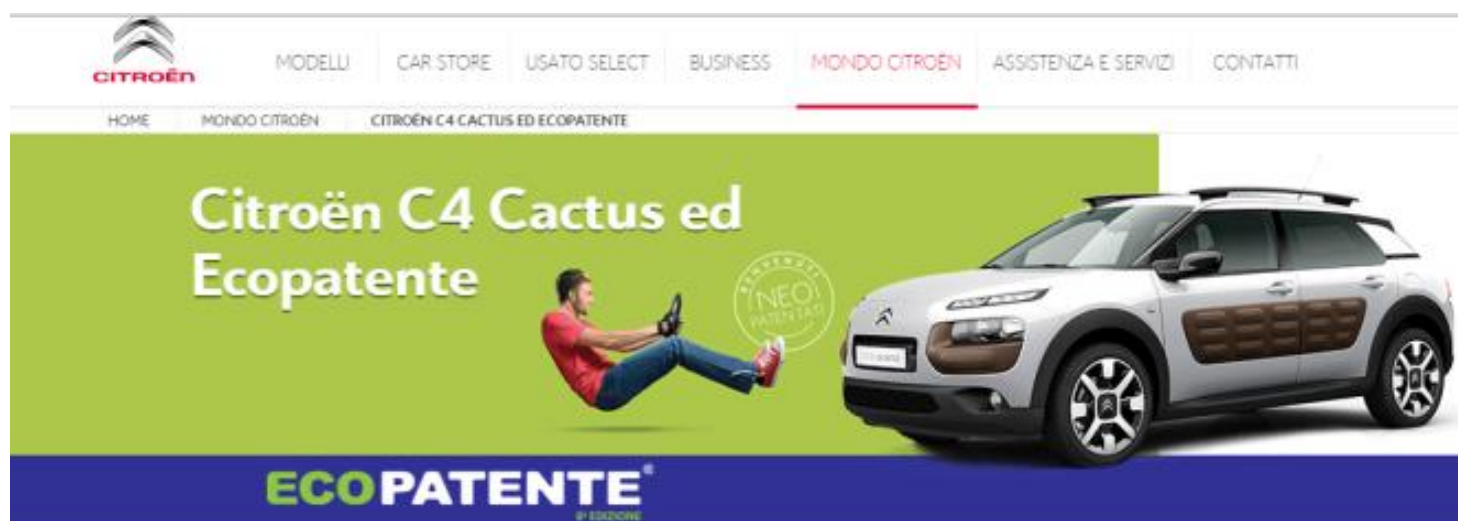 CITROËN
MODELLI CAR STORE USATO SELECT BUSINESS MONDO CITROËN ASSISTENZA E SERVIZI CONTATTI
HOME MONDO CITROËN CITROËN C4 CACTUS ED ECOPATENTE
Citroën C4 Cactus ed
Ecopatente
BENVENUTI
NEO
PATENTATI
ECOPATENTE®
EDIZIONE